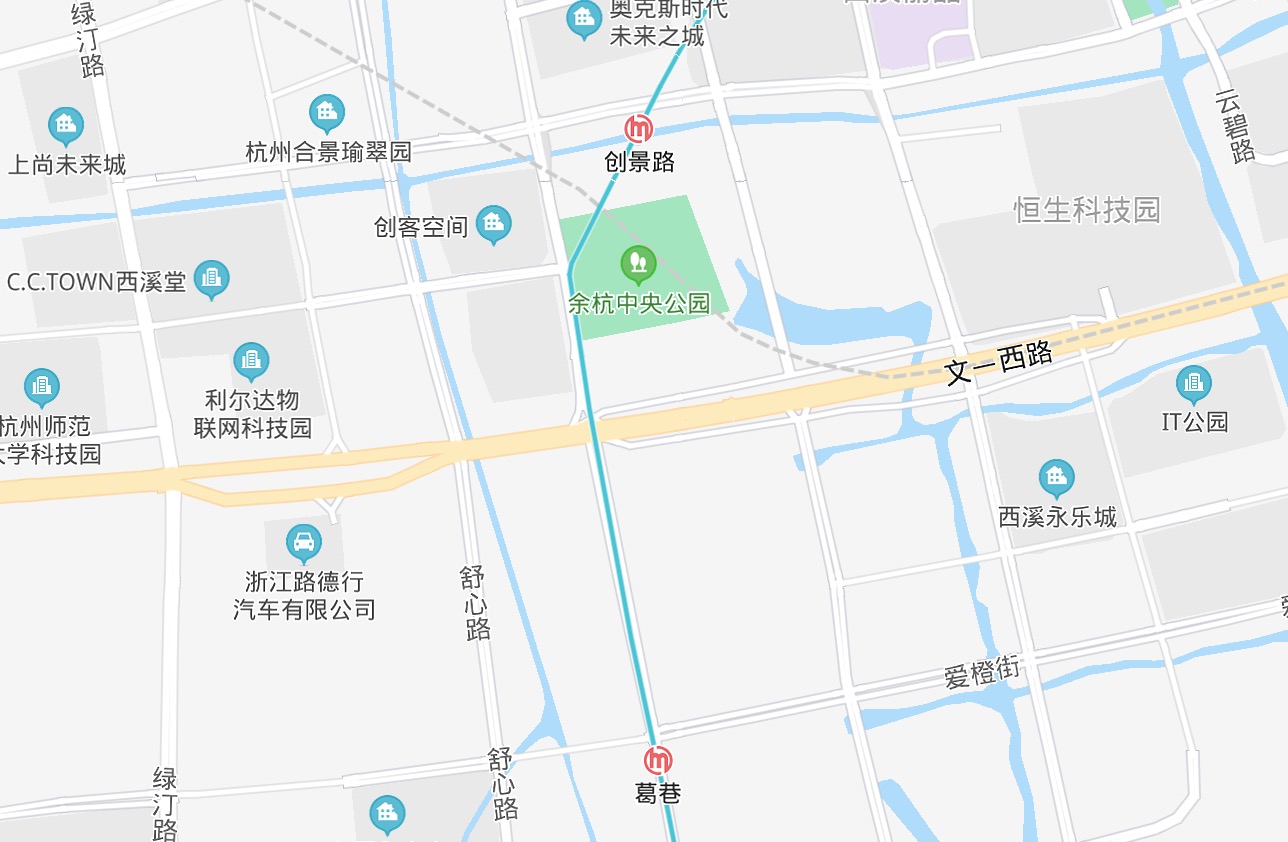 绿汀路
奥克斯时代
未来之城
云碧路
上尚未来城
杭州合景瑜翠园
创景路
恒生科技园
创客空间
C.C.TOWN西溪堂
余杭中央公园
文一西路
利尔达物
联网科技园
杭州师范
大学科技园
IT公园
西溪永乐城
浙江路德行
汽车有限公司
舒心路
爱橙街
葛巷
舒心路
绿汀路